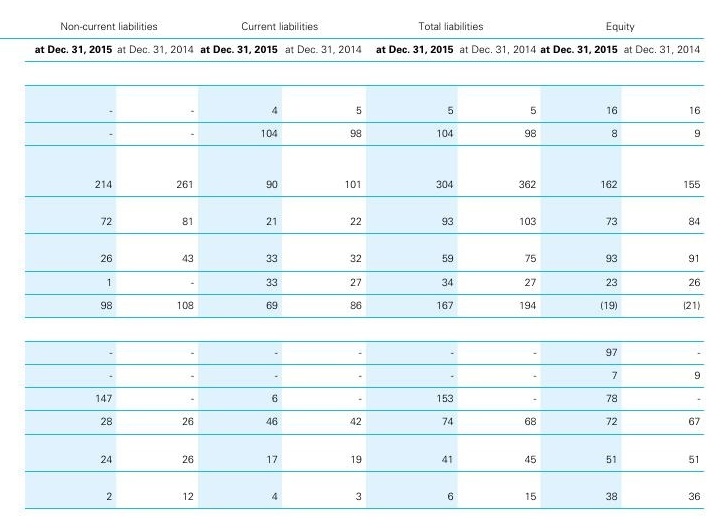 Non-current liabilities Current liabilities Total liabilities Equity
at Dec. 31, 2015 at Dec. 31, 2014 at Dec. 31, 2015 at Dec. 31, 2014 at Dec. 31, 2015 at Dec. 31, 2014 at Dec. 31, 2015 at Dec. 31, 2014
- - 4 5 5 5 16 16
- - 104 98 104 98 8 9
214 261 90 101 304 362 162 155
72 81 21 22 93 103 73 84
26 43 33 32 59 75 93 91
1 - 33 27 34 27 23 26
98 108 69 86 167 194 (19) (21)
- - - - - - 97 -
- - - - - - 7 9
147 - 6 - 153 - 78 -
28 26 46 42 74 68 72 67
24 26 17 19 41 45 51 51
2 12 4 3 6 15 38 36